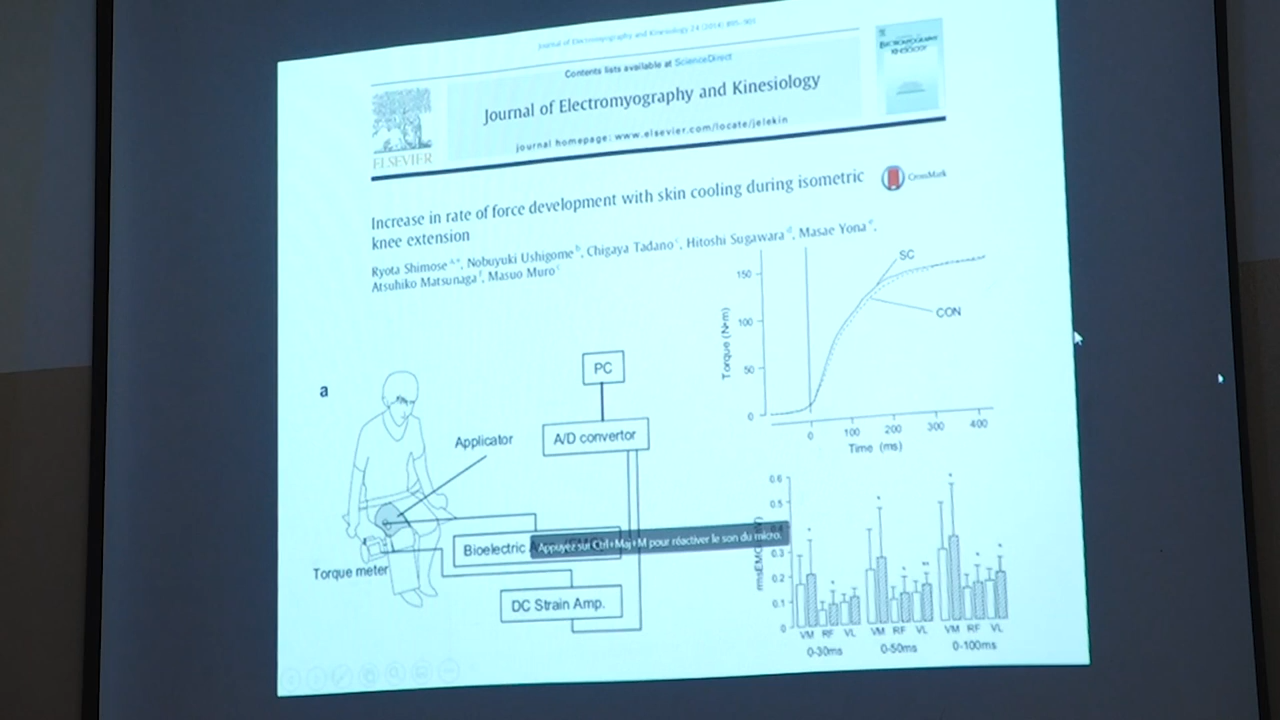 Journal of Electromyography and Kinesiology 24 (2014) 895–901
Contents lists available at ScienceDirect
Journal of Electromyography and Kinesiology
journal homepage: www.elsevier.com/locate/jelekin
ELSEVIER
ELECTROMYOGRAPHY
KINESIOLOGY
Increase in rate of force development with skin cooling during isometric
knee extension
CrossMark
Ryota Shimose a,*, Nobuyuki Ushigome b, Chigaya Tadano c, Hitoshi Sugawara d, Masae Yona e,
Atsuhiko Matsunaga f, Masuo Muro
a
Applicator
Torque meter
PC
A/D convertor
Bioelectric
Appuyez sur Ctrl+Maj+M pour réactiver le son du micro.
DC Strain Amp.
Torque (N•m)
150
100
50
0
SC
CON
0 100 200 300 400
Time (ms)
0.6
0.5
0.3
0.2
0.1
0
VM RF VL VM RF VL VM RF VL
0-30ms 0-50ms 0-100ms